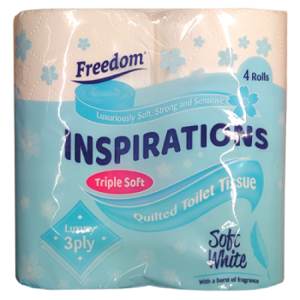 Freedom
4 Rolls
Luxuriously Soft, Strong and Sensitive
INSPIRATIONS
Triple Soft
Quilted Toilet Tissue
Luxury
3ply
Soft
White
With a burst of fragrance